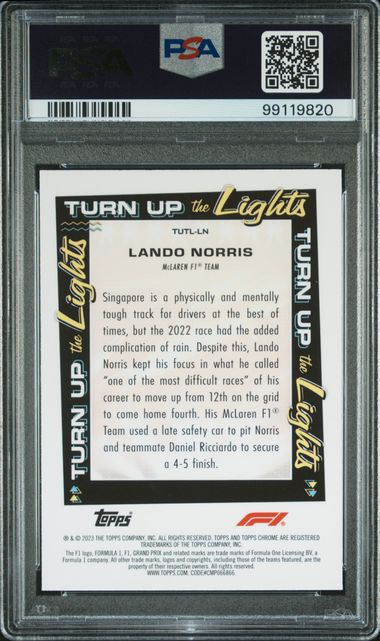 PSA
PSA
99119820
TURN UP the Lights
TUTL-LN
LANDO NORRIS
McLAREN F1® TEAM
Singapore is a physically and mentally
tough track for drivers at the best of
times, but the 2022 race had the added
complication of rain. Despite this, Lando
Norris kept his focus in what he called
"one of the most difficult races" of his
career to move up from 12th on the grid
to come home fourth. His McLaren F1®
Team used a late safety car to pit Norris
and teammate Daniel Ricciardo to secure
a 4-5 finish.
TURN UP the Lights
TURN UP the Lights
Topps
F1
® & © 2023 THE TOPPS COMPANY, INC. ALL RIGHTS RESERVED. TOPPS AND TOPPS CHROME ARE REGISTERED
TRADEMARKS OF THE TOPPS COMPANY, INC.
The F1 logo, FORMULA 1, F1, GRAND PRIX and related marks are trade marks of Formula One Licensing BV, a
Formula 1 company. All other trade marks, logos and copyrights, including those of the teams featured, are the
property of their respective owners. All rights reserved.
WWW.TOPPS.COM. CODE#CMP066866.